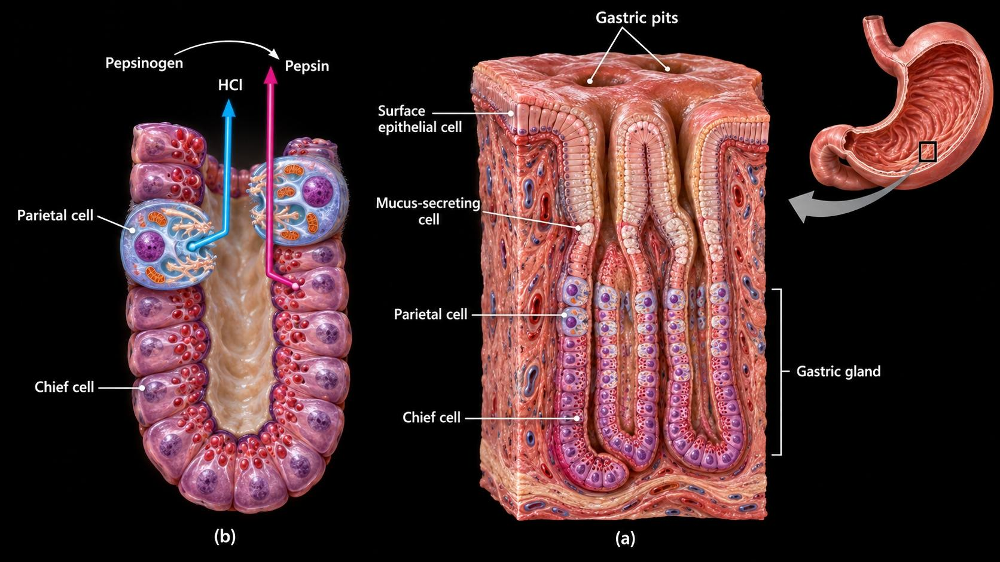 Pepsinogen
Pepsin
HCl
Parietal cell
Chief cell
(b)
Gastric pits
Surface
epithelial cell
Mucus-secreting
cell
Parietal cell
Chief cell
Gastric gland
(a)